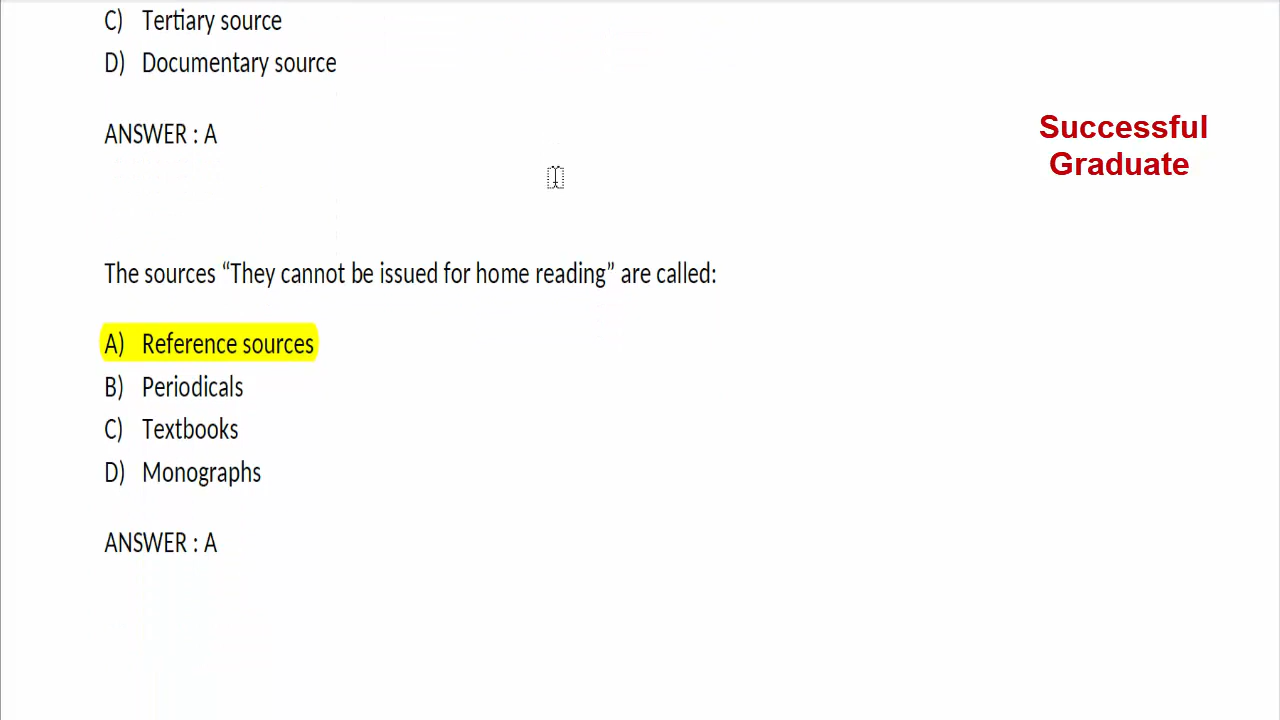 C) Tertiary source
D) Documentary source
ANSWER : A
Successful
Graduate
The sources “They cannot be issued for home reading” are called:
A) Reference sources
B) Periodicals
C) Textbooks
D) Monographs
ANSWER : A